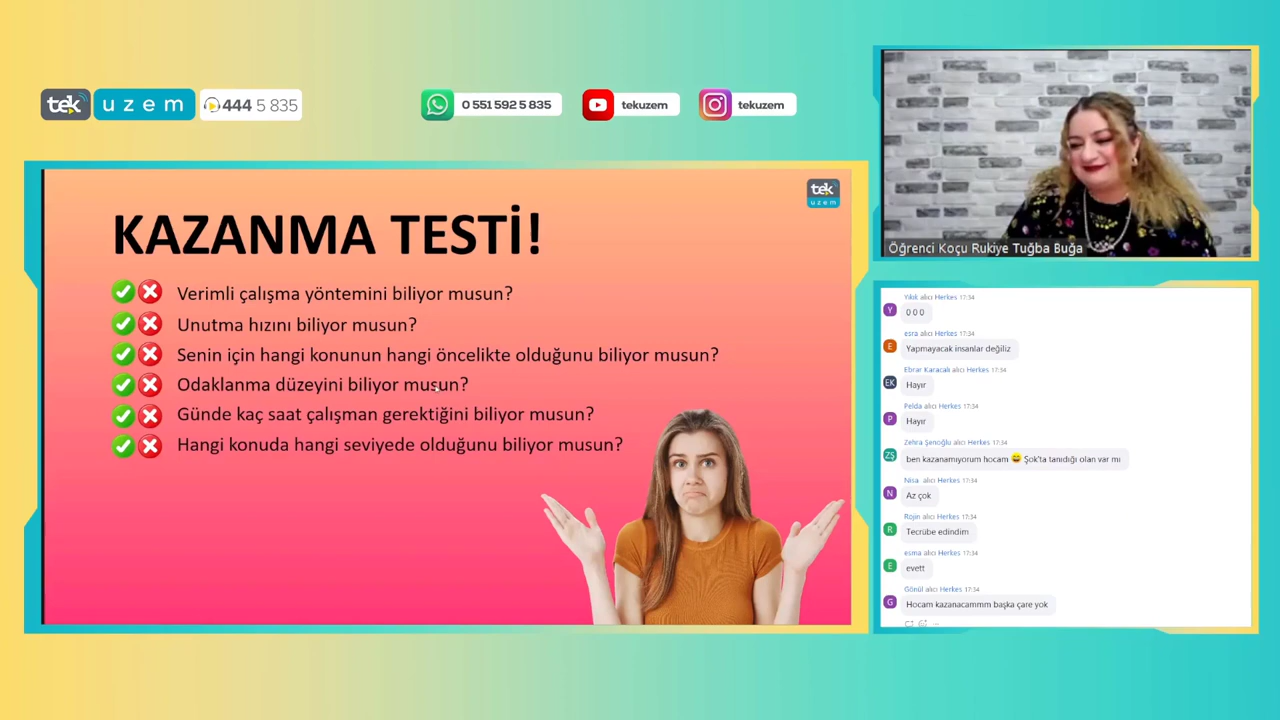 tek uzem 444 5 835
0 551 592 5 835
tekuzem
tekuzem
tek
uzem
KAZANMA TESTİ!
Verimli çalışma yöntemini biliyor musun?
Unutma hızını biliyor musun?
Senin için hangi konunun hangi öncelikte olduğunu biliyor musun?
Odaklanma düzeyini biliyor musun?
Günde kaç saat çalışman gerektiğini biliyor musun?
Hangi konuda hangi seviyede olduğunu biliyor musun?
Öğrenci Koçu Rukiye Tuğba Buğa
Yıkık alıcı Herkes 17:34
Y
0 0 0
esra alıcı Herkes 17:34
E
Yapmayacak insanlar değiliz
Ebrar Karacalı alıcı Herkes 17:34
EK
Hayır
Pelda alıcı Herkes 17:34
P
Hayır
Zehra Şenoğlu alıcı Herkes 17:34
ZŞ
ben kazanamıyorum hocam 😄 Şok'ta tanıdığı olan var mı
Nisa alıcı Herkes 17:34
N
Az çok
Rojin alıcı Herkes 17:34
R
Tecrübe edindim
esma alıcı Herkes 17:34
E
evett
Gönül alıcı Herkes 17:34
G
Hocam kazanacammm başka çare yok